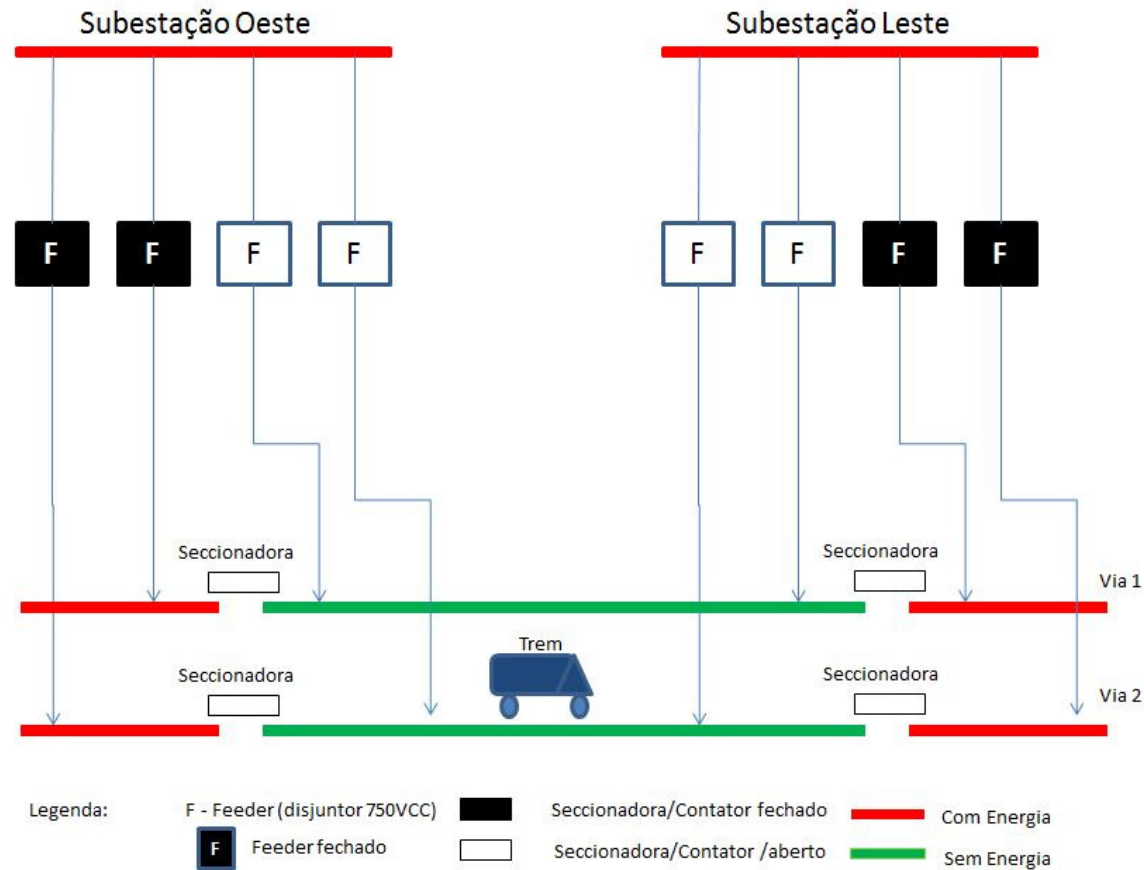 Subestação Oeste
Subestação Leste
F F F F F F F F
Seccionadora
Seccionadora
Via 1
Trem
Seccionadora
Seccionadora
Via 2
Legenda:
F - Feeder (disjuntor 750VCC)
Seccionadora/Contator fechado
Com Energia
F Feeder fechado
Seccionadora/Contator /aberto
Sem Energia